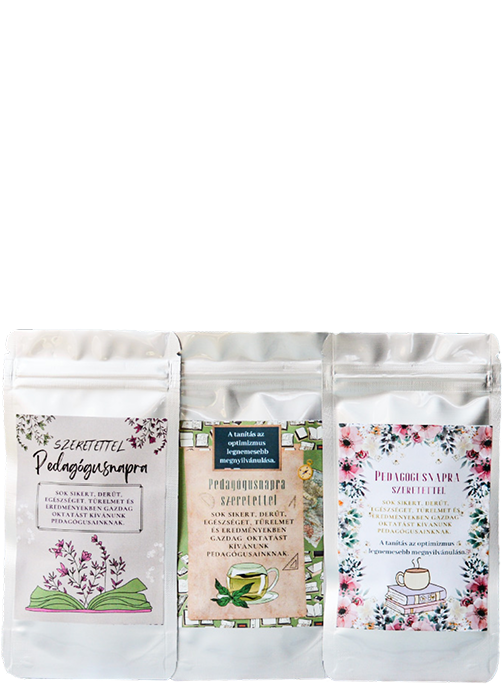 SZERETETTEL
Pedagógusnapra
SOK SIKERT, DERŰT,
EGÉSZSÉGET, TÜRELMET ÉS
EREDMÉNYEKBEN GAZDAG
OKTATÁST KÍVÁNUNK
PEDAGÓGUSAINKNAK.
A tanítás az
optimizmus
legnemesebb
megnyilvánulása.
Pedagógusnapra
szeretettel
SOK SIKERT, DERŰT,
EGÉSZSÉGET, TÜRELMET
ÉS EREDMÉNYEKBEN
GAZDAG OKTATÁST
KÍVÁNUNK
PEDAGÓGUSAINKNAK.
PEDAGÓGUSNAPRA
SZERETETTEL
SOK SIKERT, DERŰT,
EGÉSZSÉGET, TÜRELMET ÉS
EREDMÉNYEKBEN GAZDAG
OKTATÁST KÍVÁNUNK
PEDAGÓGUSAINKNAK.
A tanítás az optimizmus
legnemesebb megnyilvánulása.